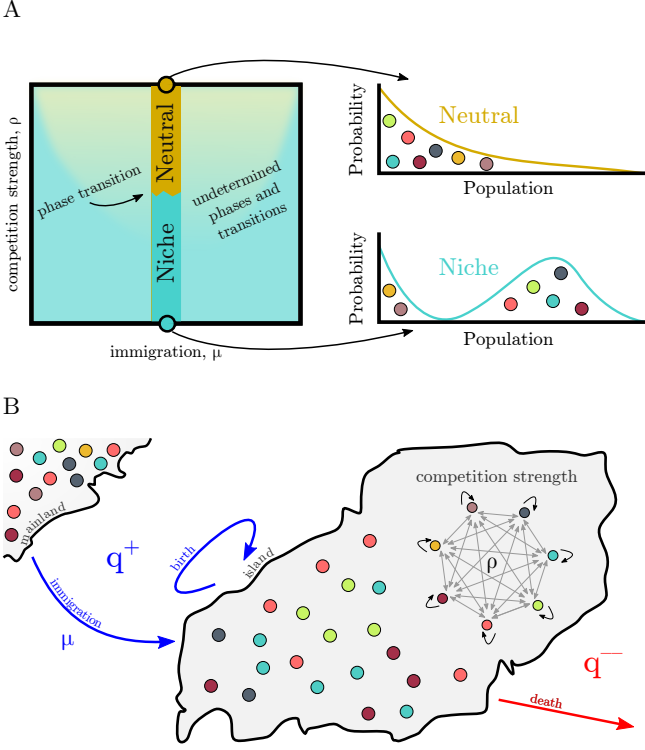 A
competition strength, ρ
phase transition
Neutral
Niche
undetermined
phases and
transitions
immigration, μ
Probability
Neutral
Population
Probability
Niche
Population
B
mainland
q+
immigration
μ
birth
island
competition strength
ρ
q—
death